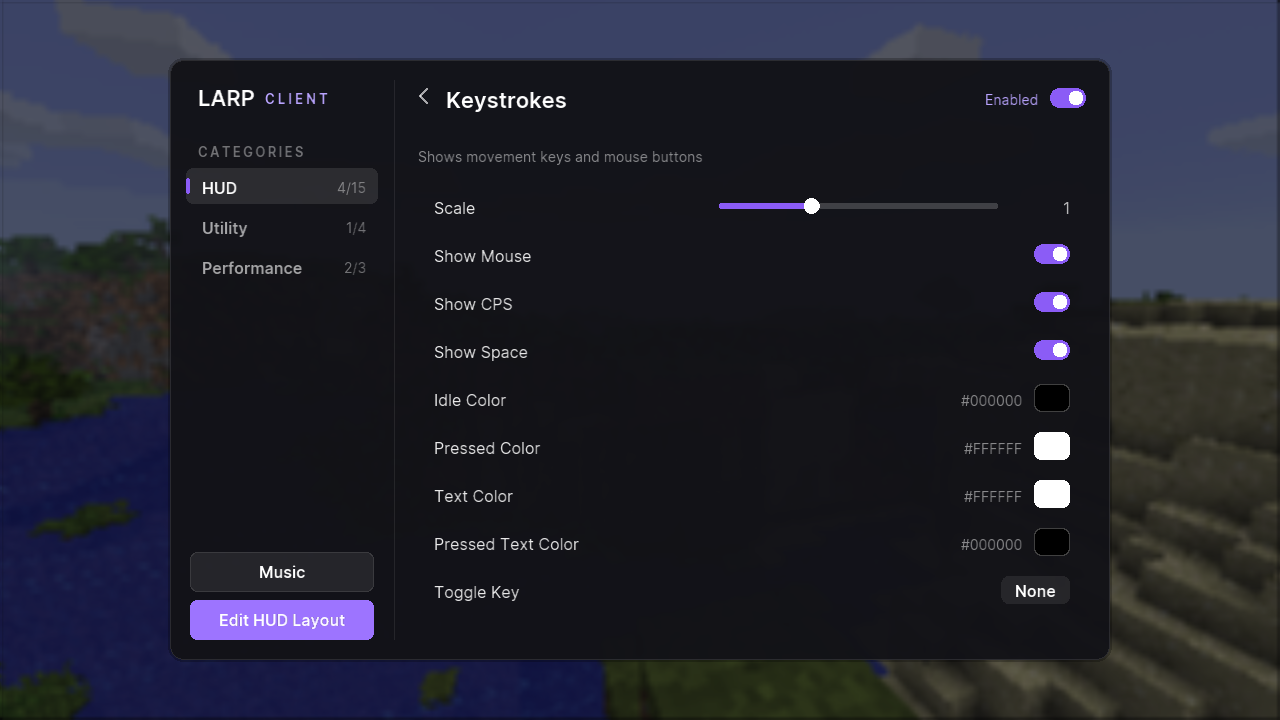 LARP CLIENT
CATEGORIES
HUD 4/15
Utility 1/4
Performance 2/3
Music
Edit HUD Layout
Keystrokes
Enabled
Shows movement keys and mouse buttons
Scale 1
Show Mouse
Show CPS
Show Space
Idle Color #000000
Pressed Color #FFFFFF
Text Color #FFFFFF
Pressed Text Color #000000
Toggle Key None